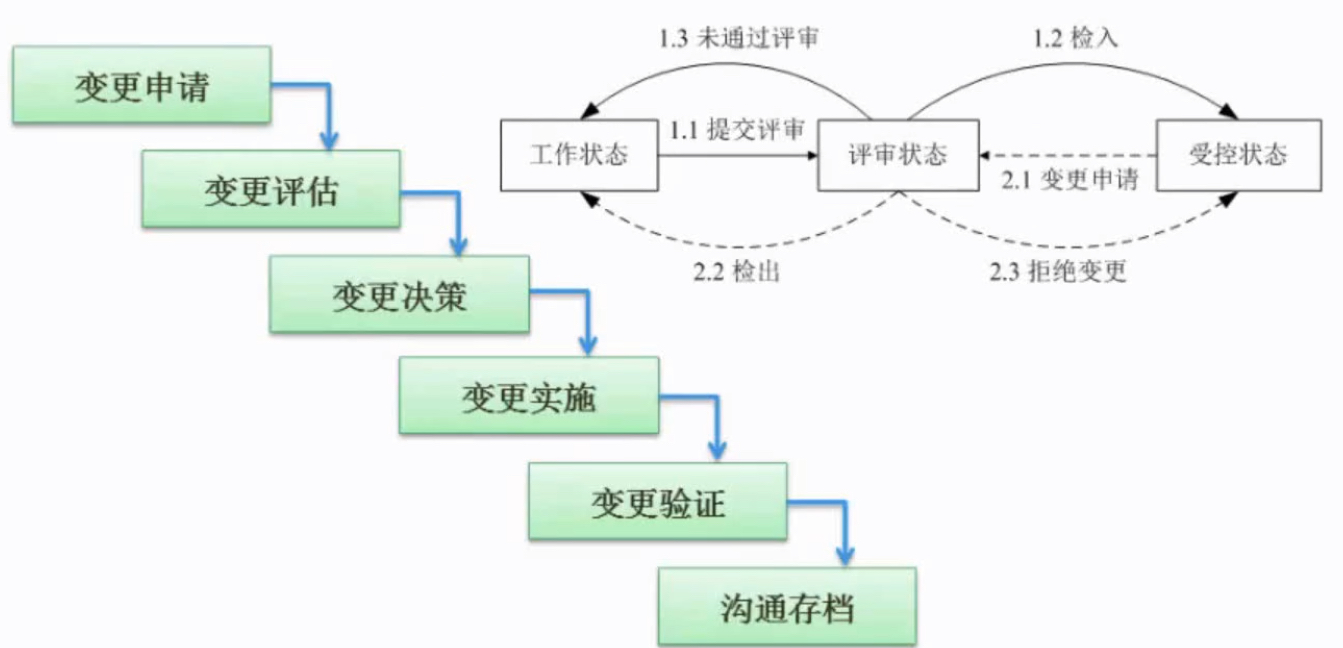 变更申请
变更评估
变更决策
变更实施
变更验证
沟通存档
1.3 未通过评审
1.2 检入
工作状态
1.1 提交评审
评审状态
2.1 变更申请
受控状态
2.2 检出
2.3 拒绝变更